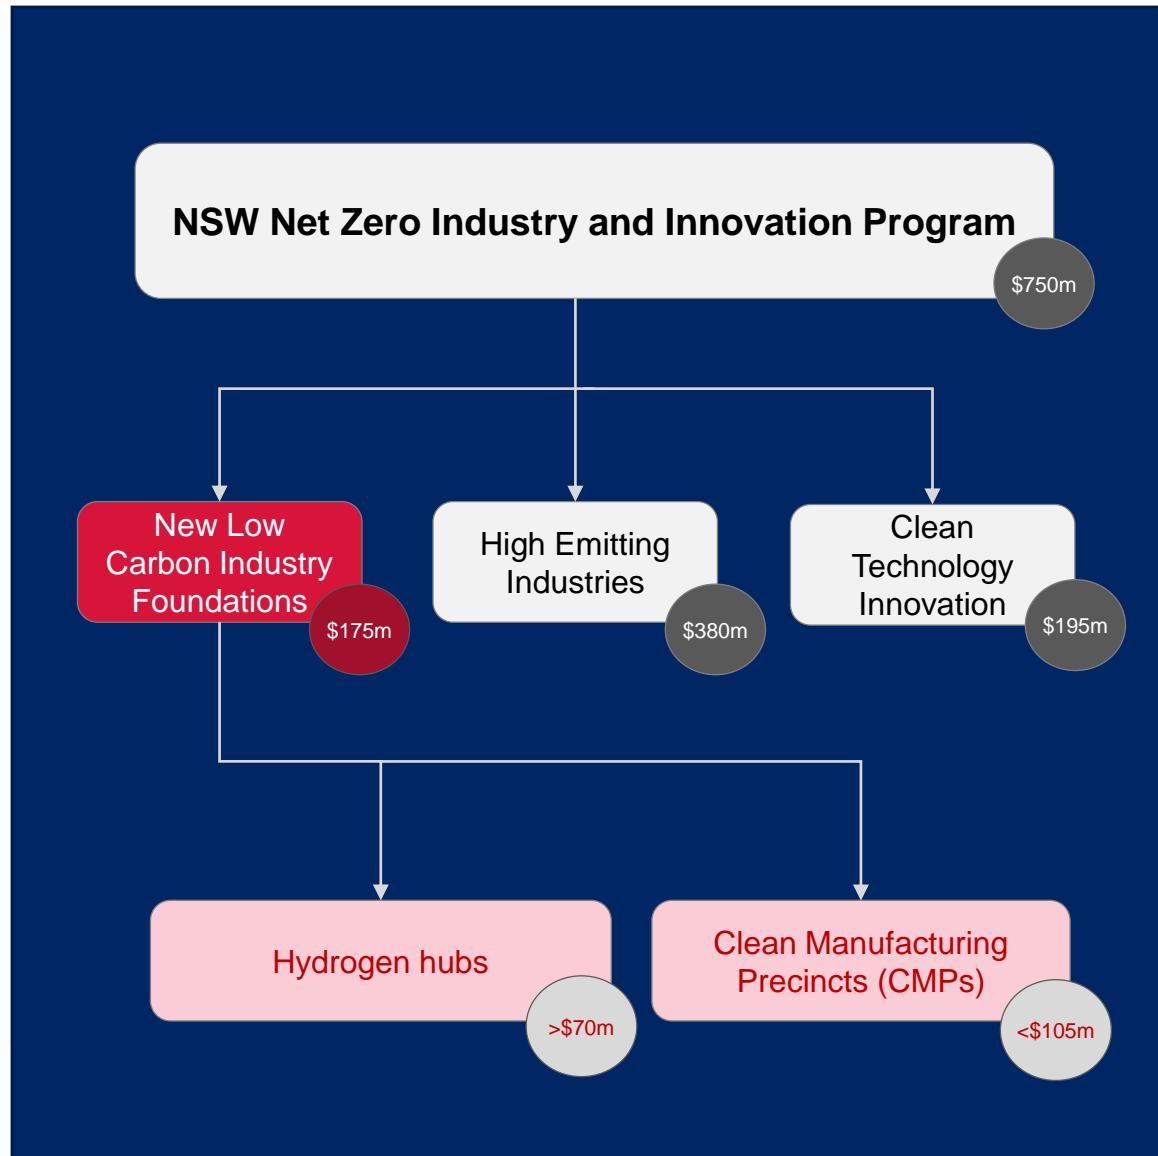 NSW Net Zero Industry and Innovation Program
$750m
New Low
Carbon Industry
Foundations
$175m
High Emitting
Industries
$380m
Clean
Technology
Innovation
$195m
Hydrogen hubs
>$70m
Clean Manufacturing
Precincts (CMPs)
<$105m